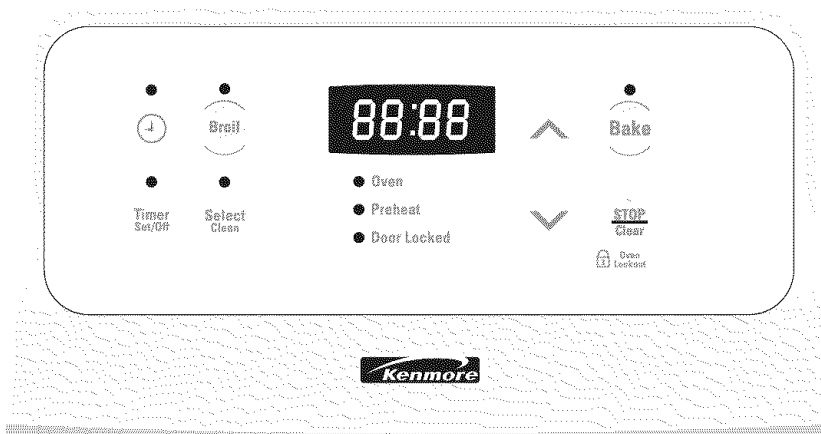 88:88
Broil
Bake
Oven
Preheat
Door Locked
Timer
Set/Off
Select
Clean
STOP
Clear
Oven
Lockout
Kenmore